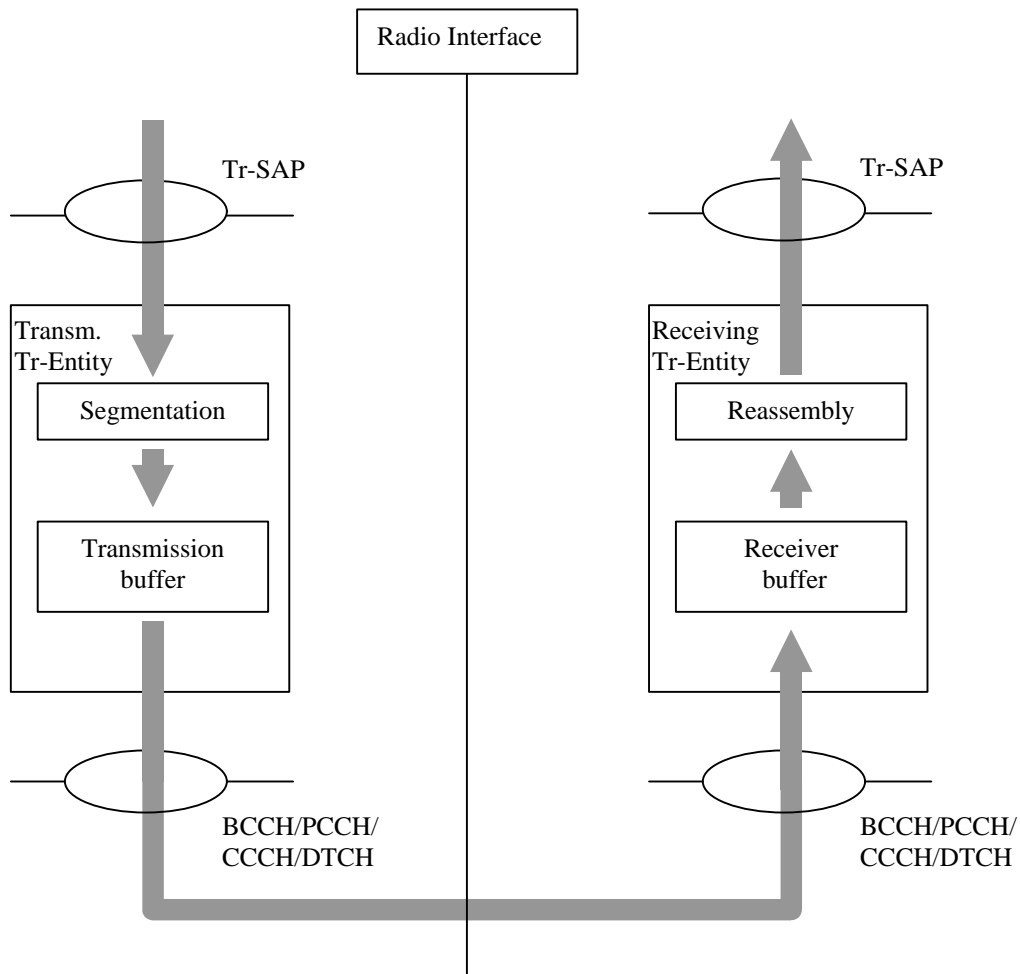 Radio Interface
Tr-SAP
Tr-SAP
Transm.
Tr-Entity
Receiving
Tr-Entity
Segmentation
Reassembly
Transmission
buffer
Receiver
buffer
BCCH/PCCH/
CCCH/DTCH
BCCH/PCCH/
CCCH/DTCH